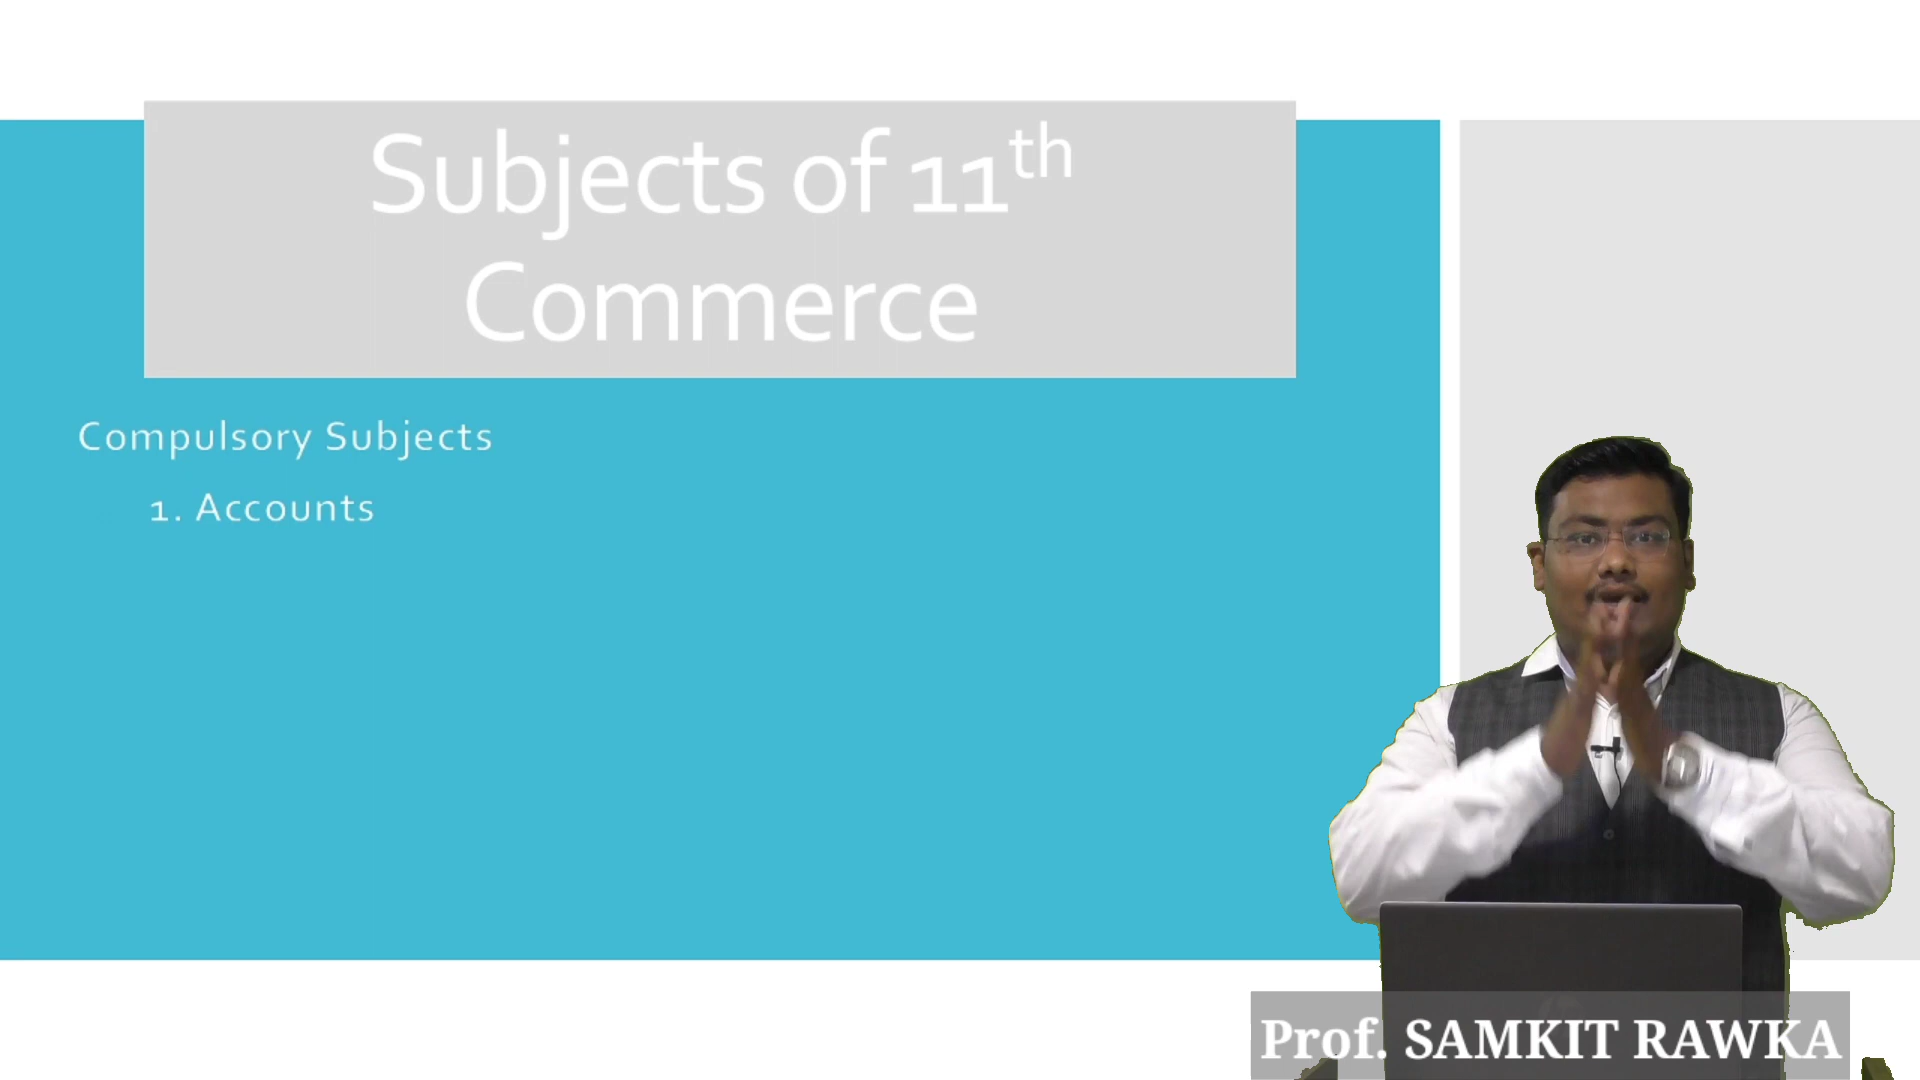 Subjects of 11th
Commerce
Compulsory Subjects
1. Accounts
Prof. SAMKIT RAWKA